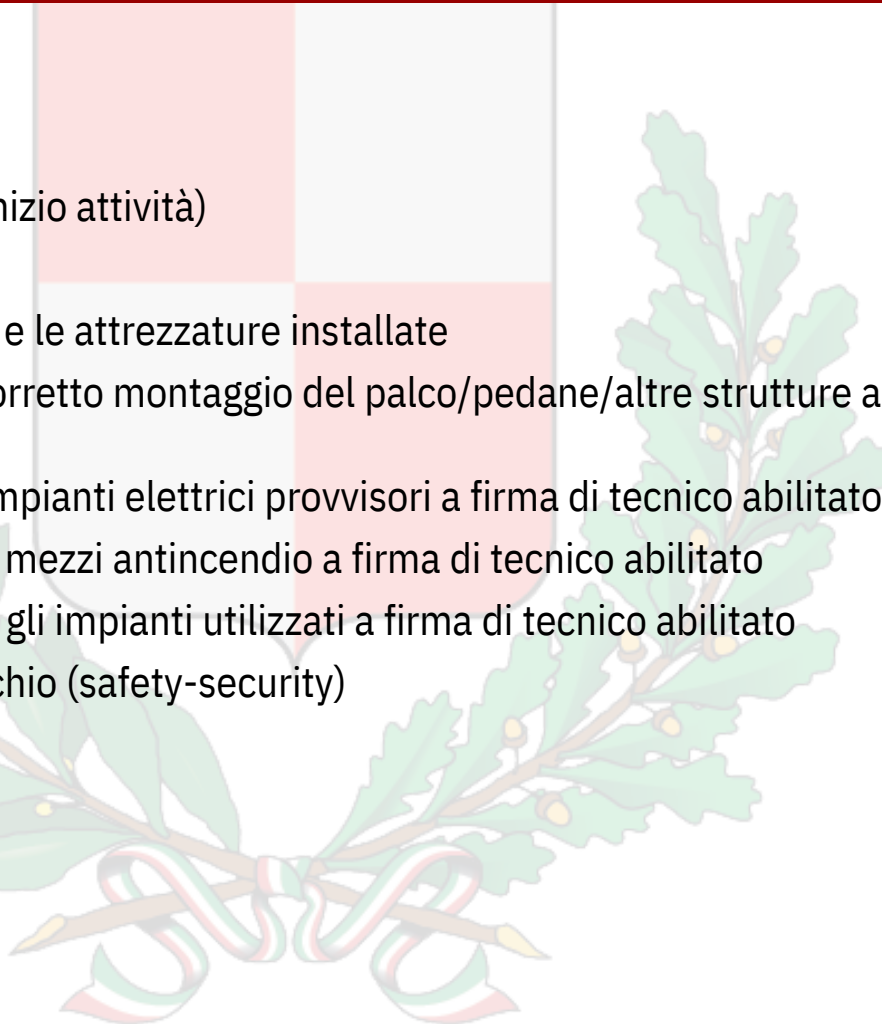 nizio attività)
e le attrezzature installate
orretto montaggio del palco/pedane/altre strutture a
mpianti elettrici provvisori a firma di tecnico abilitato
mezzi antincendio a firma di tecnico abilitato
gli impianti utilizzati a firma di tecnico abilitato
chio (safety-security)